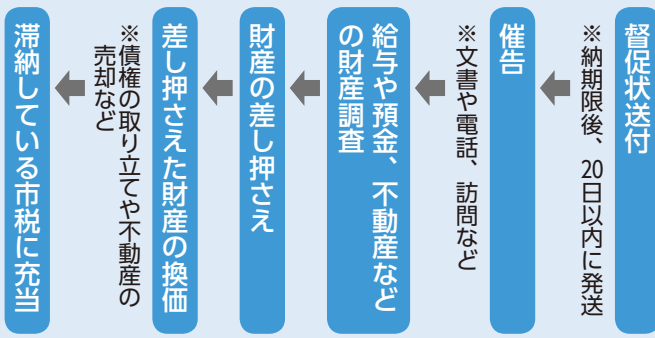 督促状送付
※納期限後、20日以内に発送
催告
※文書や電話、訪問など
給与や預金、不動産など
の財産調査
財産の差し押さえ
差し押さえた財産の換価
※債権の取り立てや不動産の
売却など
滞納している市税に充当